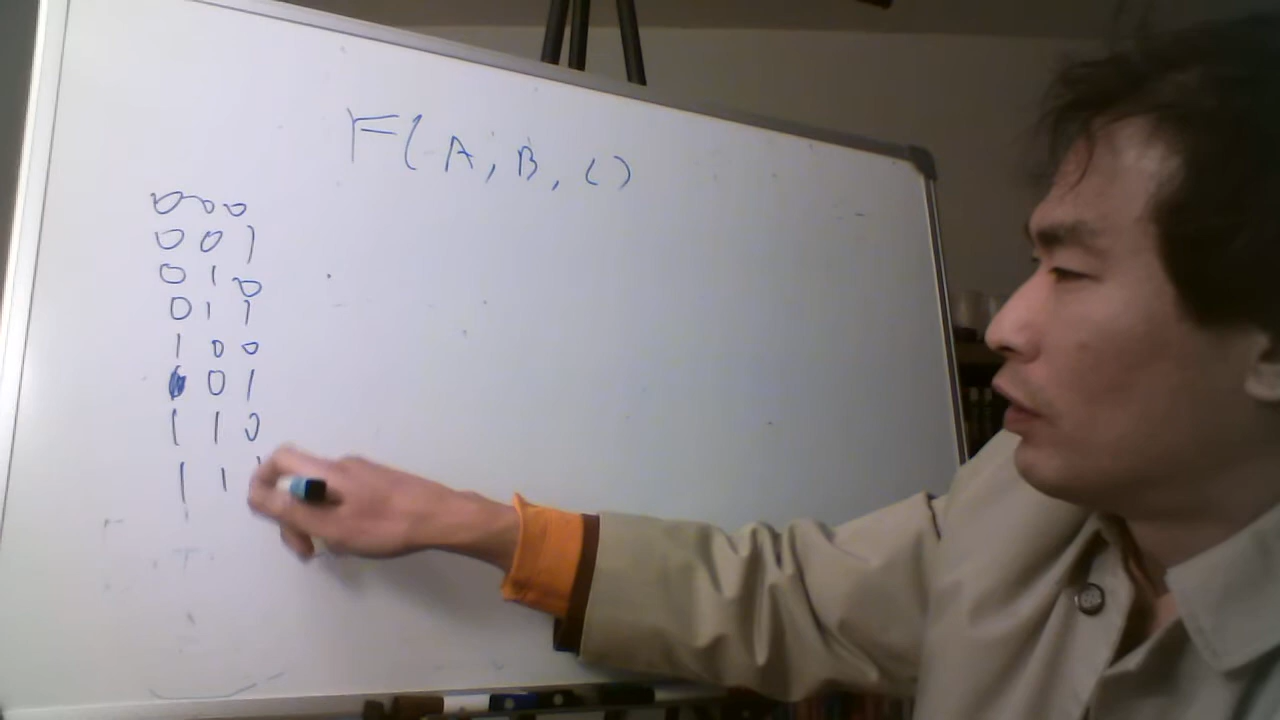 F(A, B, C)
0 0 0
0 0 1
0 1 0
0 1 1
1 0 0
1 0 1
1 1 0
1 1 1